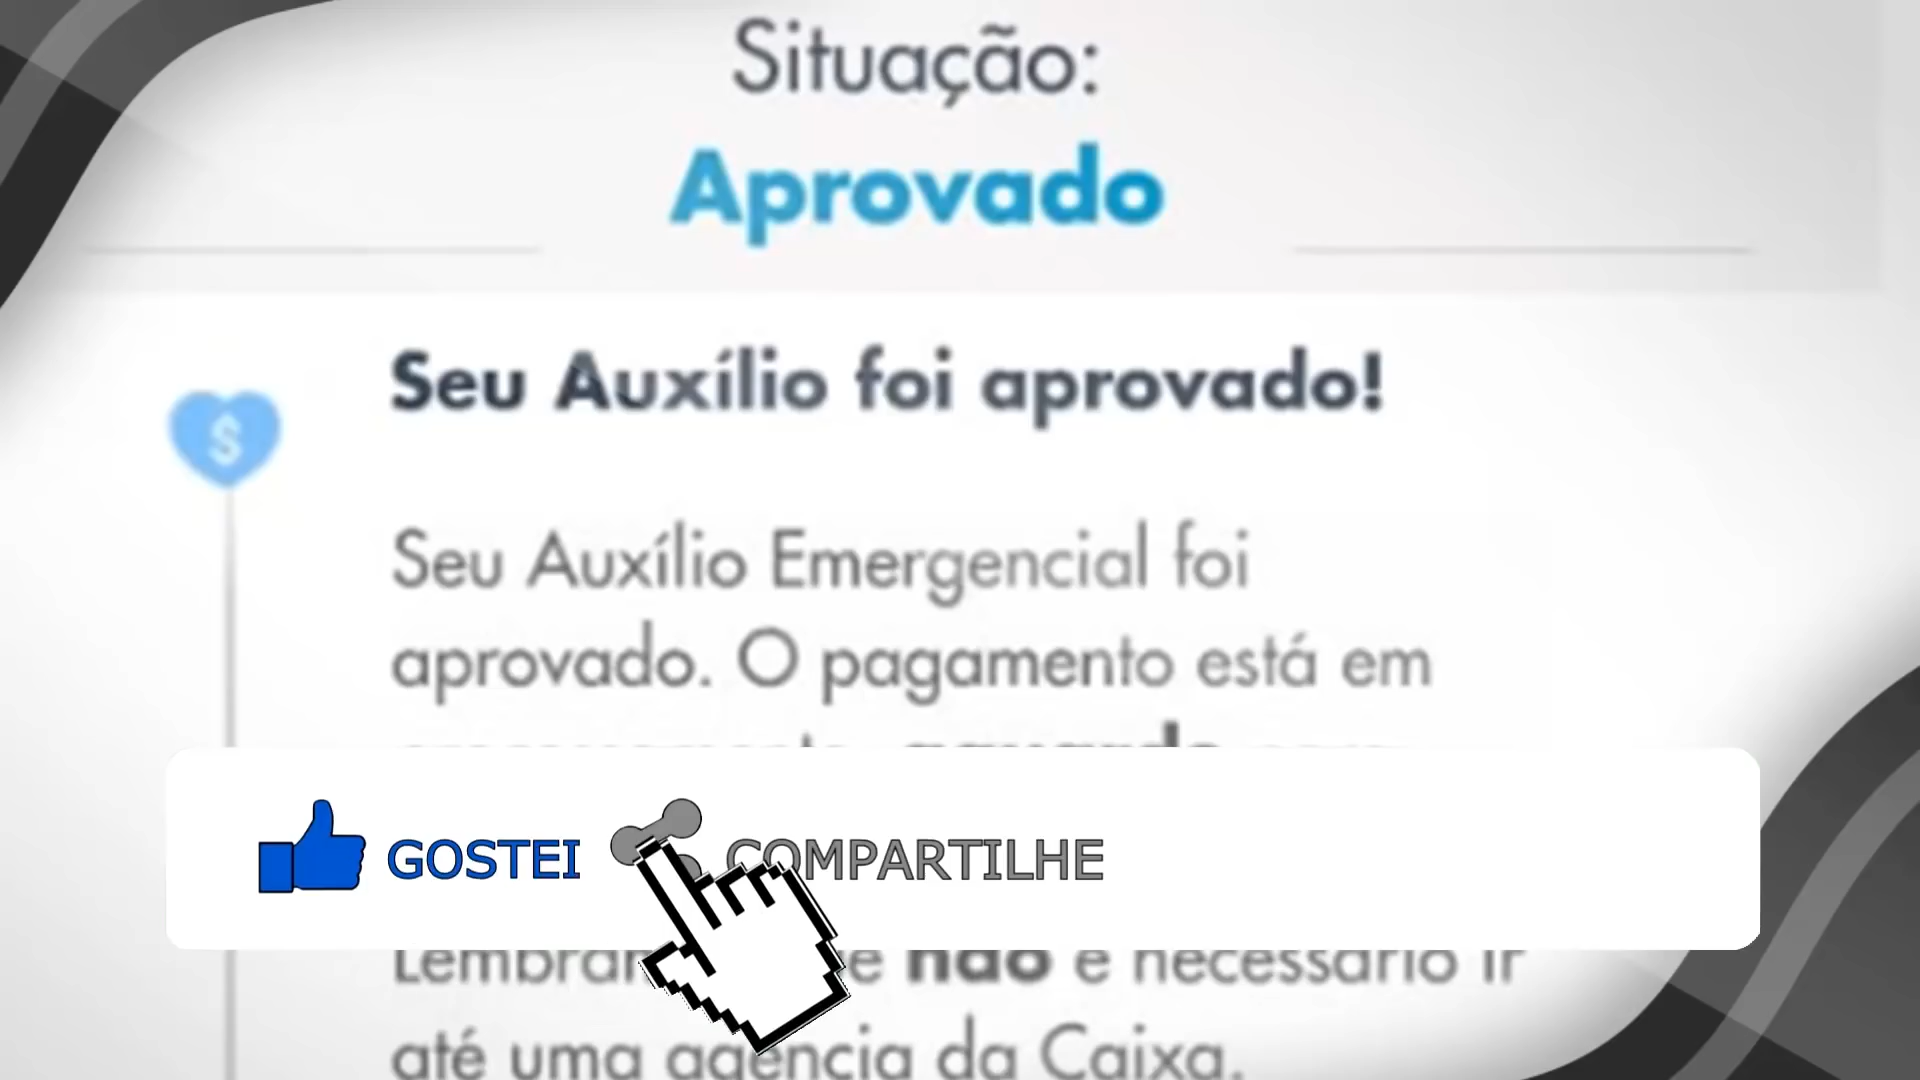 Situação:
Aprovado
Seu Auxílio foi aprovado!
$
Seu Auxílio Emergencial foi
aprovado. O pagamento está em
aguarde
GOSTEI
COMPARTILHE
não é necessário ir
até uma agência da Caixa.